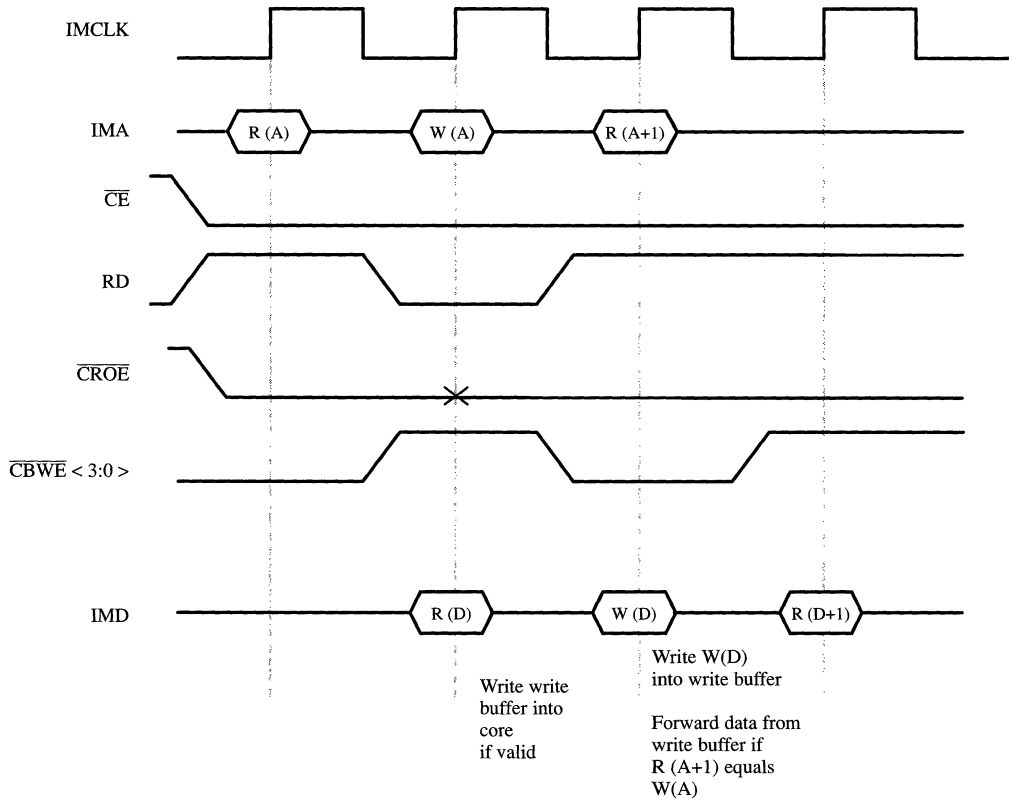 IMCLK
IMA
R (A)
W (A)
R (A+1)
CE
RD
CROE
CBWE < 3:0 >
IMD
R (D)
W (D)
R (D+1)
Write write
buffer into
core
if valid
Write W(D)
into write buffer
Forward data from
write buffer if
R (A+1) equals
W(A)